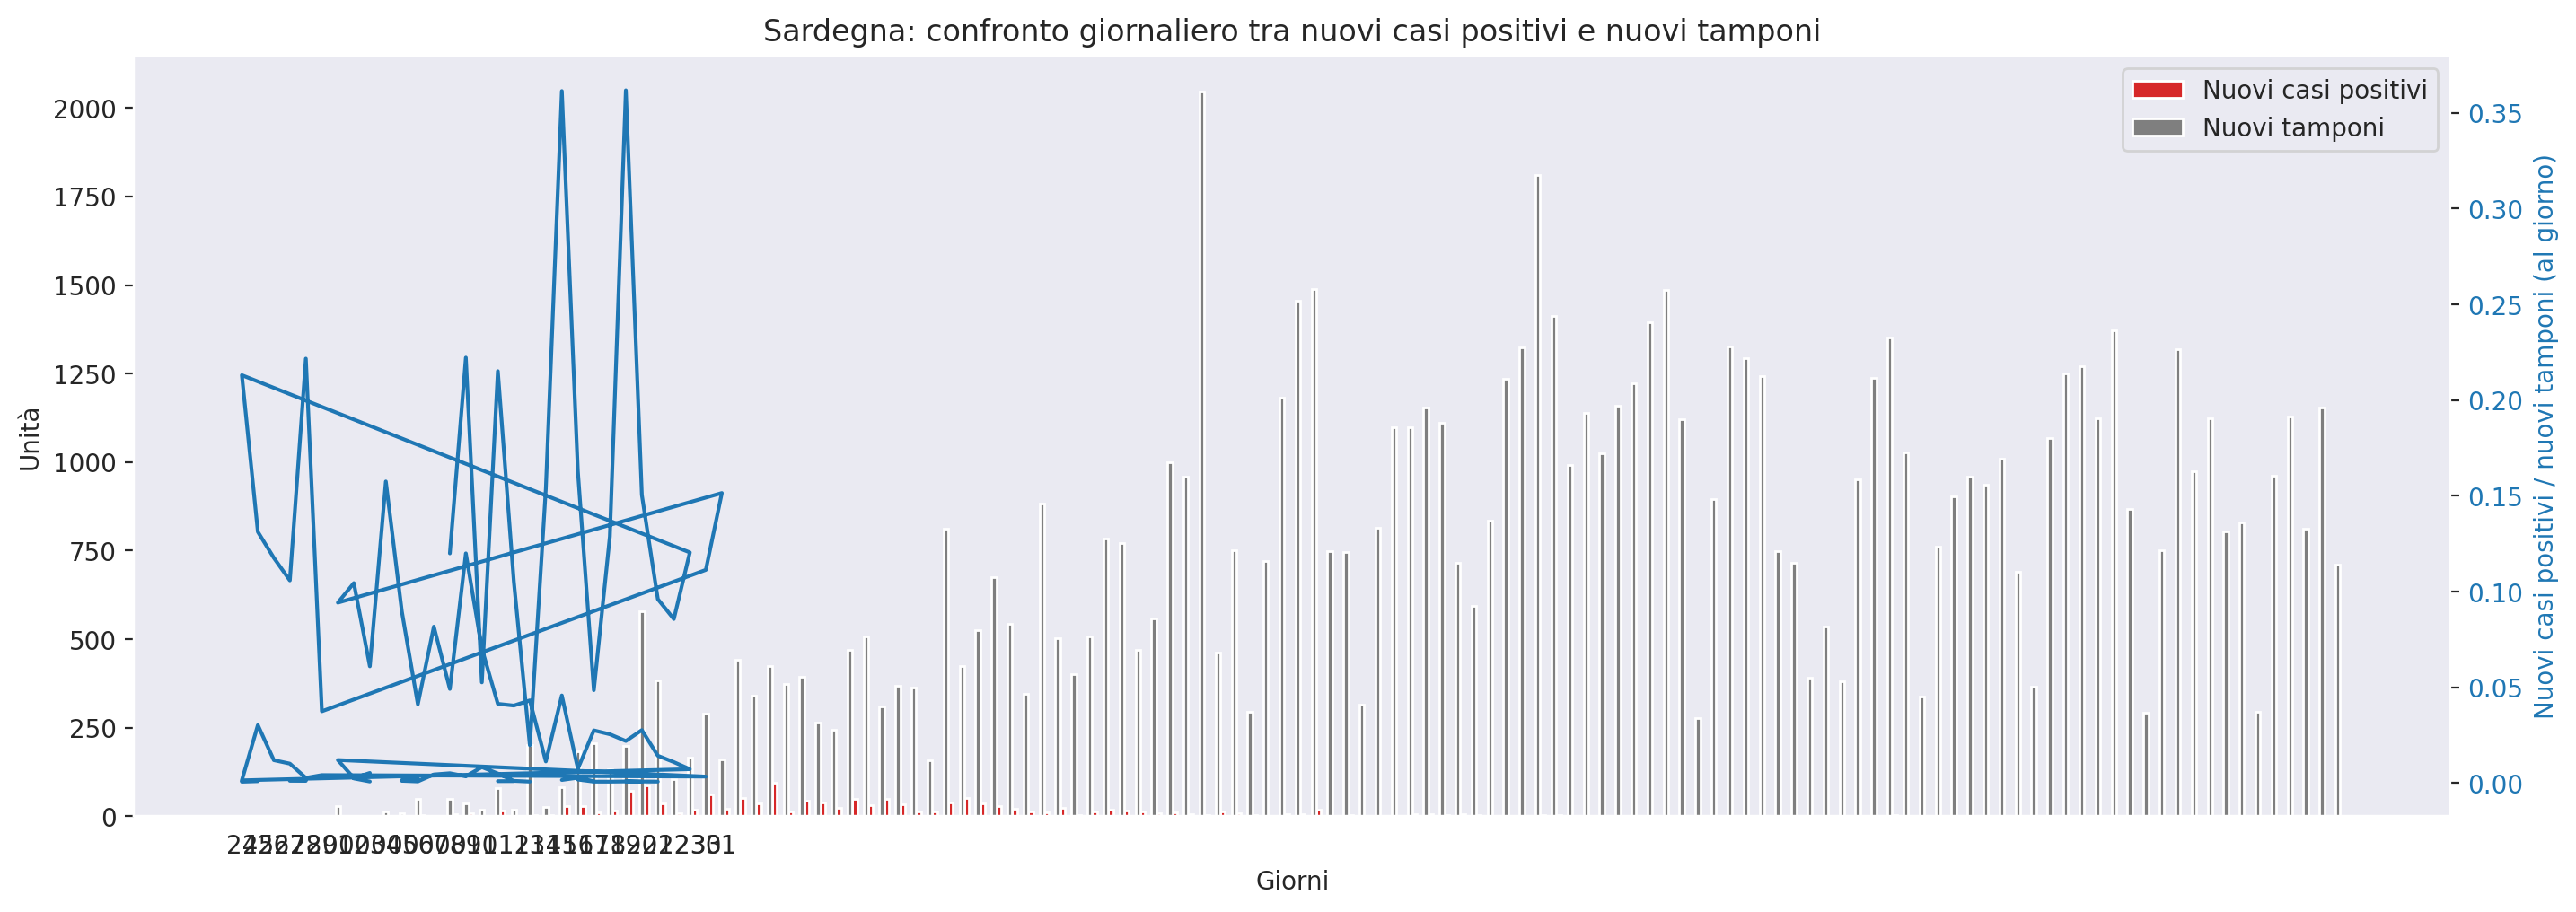 Sardegna: confronto giornaliero tra nuovi casi positivi e nuovi tamponi
Nuovi casi positivi
Nuovi tamponi
2000
1750
1500
1250
1000
750
500
250
0
Unità
0.35
0.30
0.25
0.20
0.15
0.10
0.05
0.00
Nuovi casi positivi / nuovi tamponi (al giorno)
Giorni